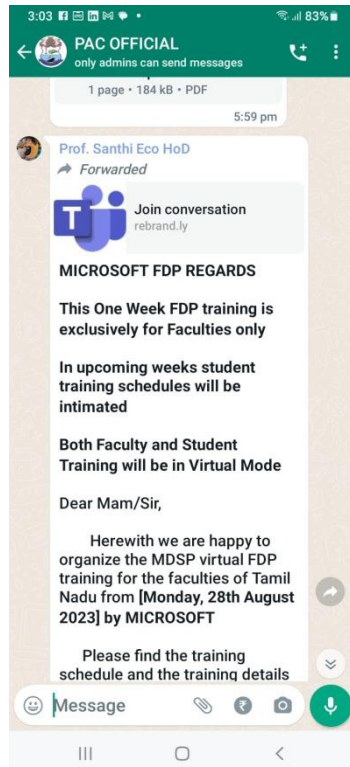 3:03 83%
PAC OFFICIAL
only admins can send messages
1 page • 184 kB • PDF
5:59 pm
Prof. Santhi Eco HoD
Forwarded
T
Join conversation
rebrand.ly
MICROSOFT FDP REGARDS
This One Week FDP training is
exclusively for Faculties only
In upcoming weeks student
training schedules will be
intimated
Both Faculty and Student
Training will be in Virtual Mode
Dear Mam/Sir,
Herewith we are happy to
organize the MDSP virtual FDP
training for the faculties of Tamil
Nadu from [Monday, 28th August
2023] by MICROSOFT
Please find the training
schedule and the training details
Message